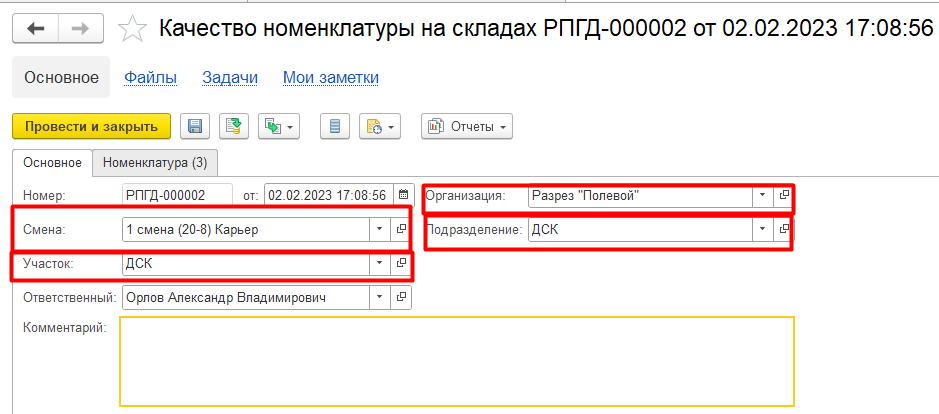 Качество номенклатуры на складах РПГД-000002 от 02.02.2023 17:08:56
Основное Файлы Задачи Мои заметки
Провести и закрыть Отчеты
Основное Номенклатура (3)
Номер: РПГД-000002 от: 02.02.2023 17:08:56 Организация: Разрез "Полевой"
Смена: 1 смена (20-8) Карьер Подразделение: ДСК
Участок: ДСК
Ответственный: Орлов Александр Владимирович
Комментарий: